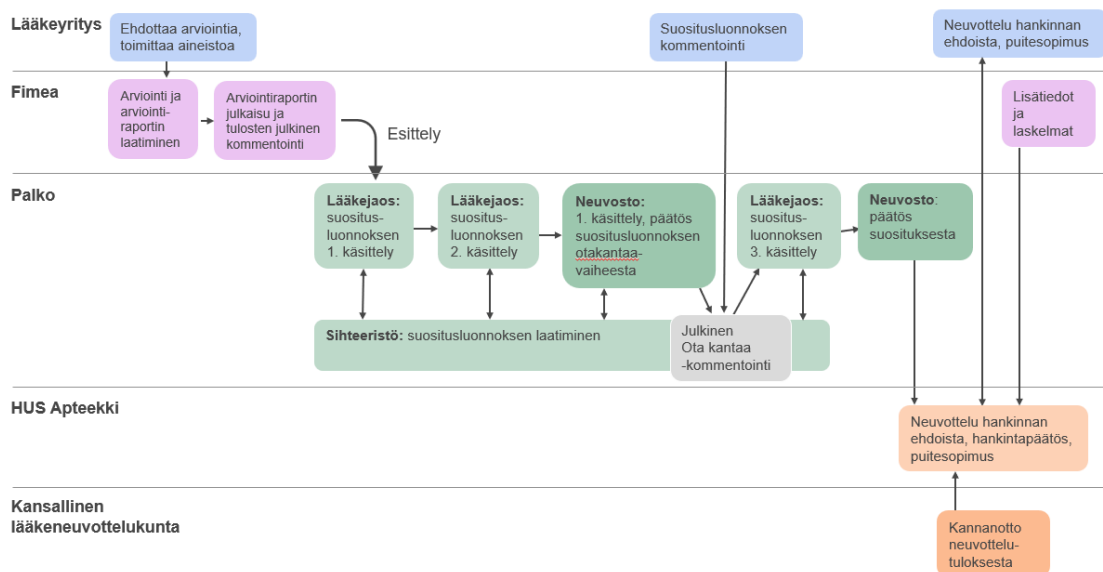 Lääkeyritys
Ehdottaa arviointia,
toimittaa aineistoa
Suositusluonnoksen
kommentointi
Neuvottelu hankinnan
ehdoista, puitesopimus
Fimea
Arviointi ja
arviointi-
raportin
laatiminen
Arviointiraportin
julkaisu ja
tulosten julkinen
kommentointi
Esittely
Lisätiedot
ja
laskelmat
Palko
Lääkejaos:
suositus-
luonnoksen
1. käsittely
Lääkejaos:
suositus-
luonnoksen
2. käsittely
Neuvosto:
1. käsittely, päätös
suositusluonnoksen
otakantaa-
vaiheesta
Lääkejaos:
suositus-
luonnoksen
3. käsittely
Neuvosto:
päätös
suosituksesta
Sihteeristö: suositusluonnoksen laatiminen
Julkinen
Ota kantaa
-kommentointi
HUS Apteekki
Neuvottelu hankinnan
ehdoista, hankintapäätös,
puitesopimus
Kansallinen
lääkeneuvottelukunta
Kannanotto
neuvottelu-
tuloksesta